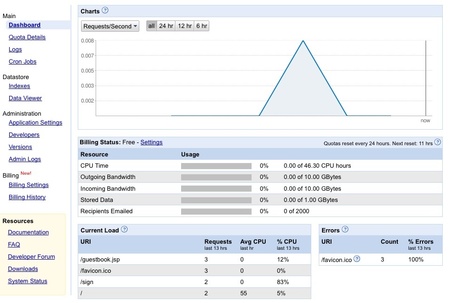 Main
Dashboard
Quota Details
Logs
Cron Jobs
Datastore
Indexes
Data Viewer
Administration
Application Settings
Developers
Versions
Admin Logs
Billing New!
Billing Settings
Billing History
Resources
Documentation
FAQ
Developer Forum
Downloads
System Status
Charts ?
Requests/Second all 24 hr 12 hr 6 hr
0.008
0.007
0.005
0.003
0.002
now
Billing Status: Free - Settings Quotas reset every 24 hours. Next reset: 11 hrs ?
Resource Usage
CPU Time 0% 0.00 of 46.30 CPU hours
Outgoing Bandwidth 0% 0.00 of 10.00 GBytes
Incoming Bandwidth 0% 0.00 of 10.00 GBytes
Stored Data 0% 0.00 of 1.00 GBytes
Recipients Emailed 0% 0 of 2000
Current Load ?
URI Requests Avg CPU % CPU
last 13 hrs last hr last 13 hrs
/guestbook.jsp 3 0 12%
/favicon.ico 3 0 0%
/sign 2 0 83%
/ 2 55 5%
Errors ?
URI Count % Errors
last 13 hrs
/favicon.ico ? 3 100%